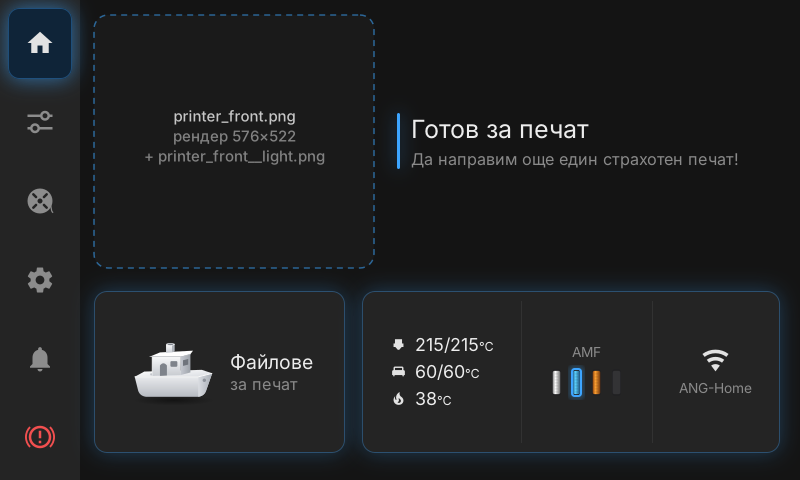 printer_front.png
рендер 576×522
+ printer_front__light.png
Готов за печат
Да направим още един страхотен печат!
Файлове
за печат
215/215°C
60/60°C
38°C
AMF
ANG-Home